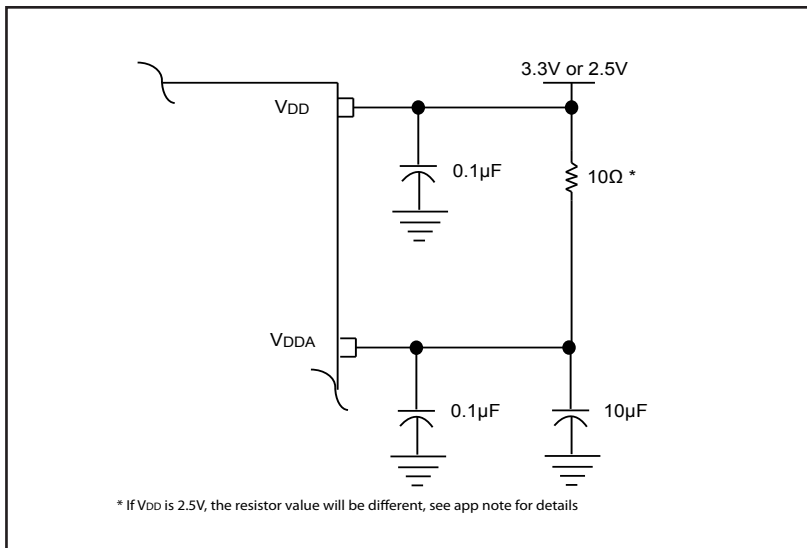 3.3V or 2.5V
VDD
0.1µF
10Ω *
VDDA
0.1µF
10µF
* If VDD is 2.5V, the resistor value will be different, see app note for details